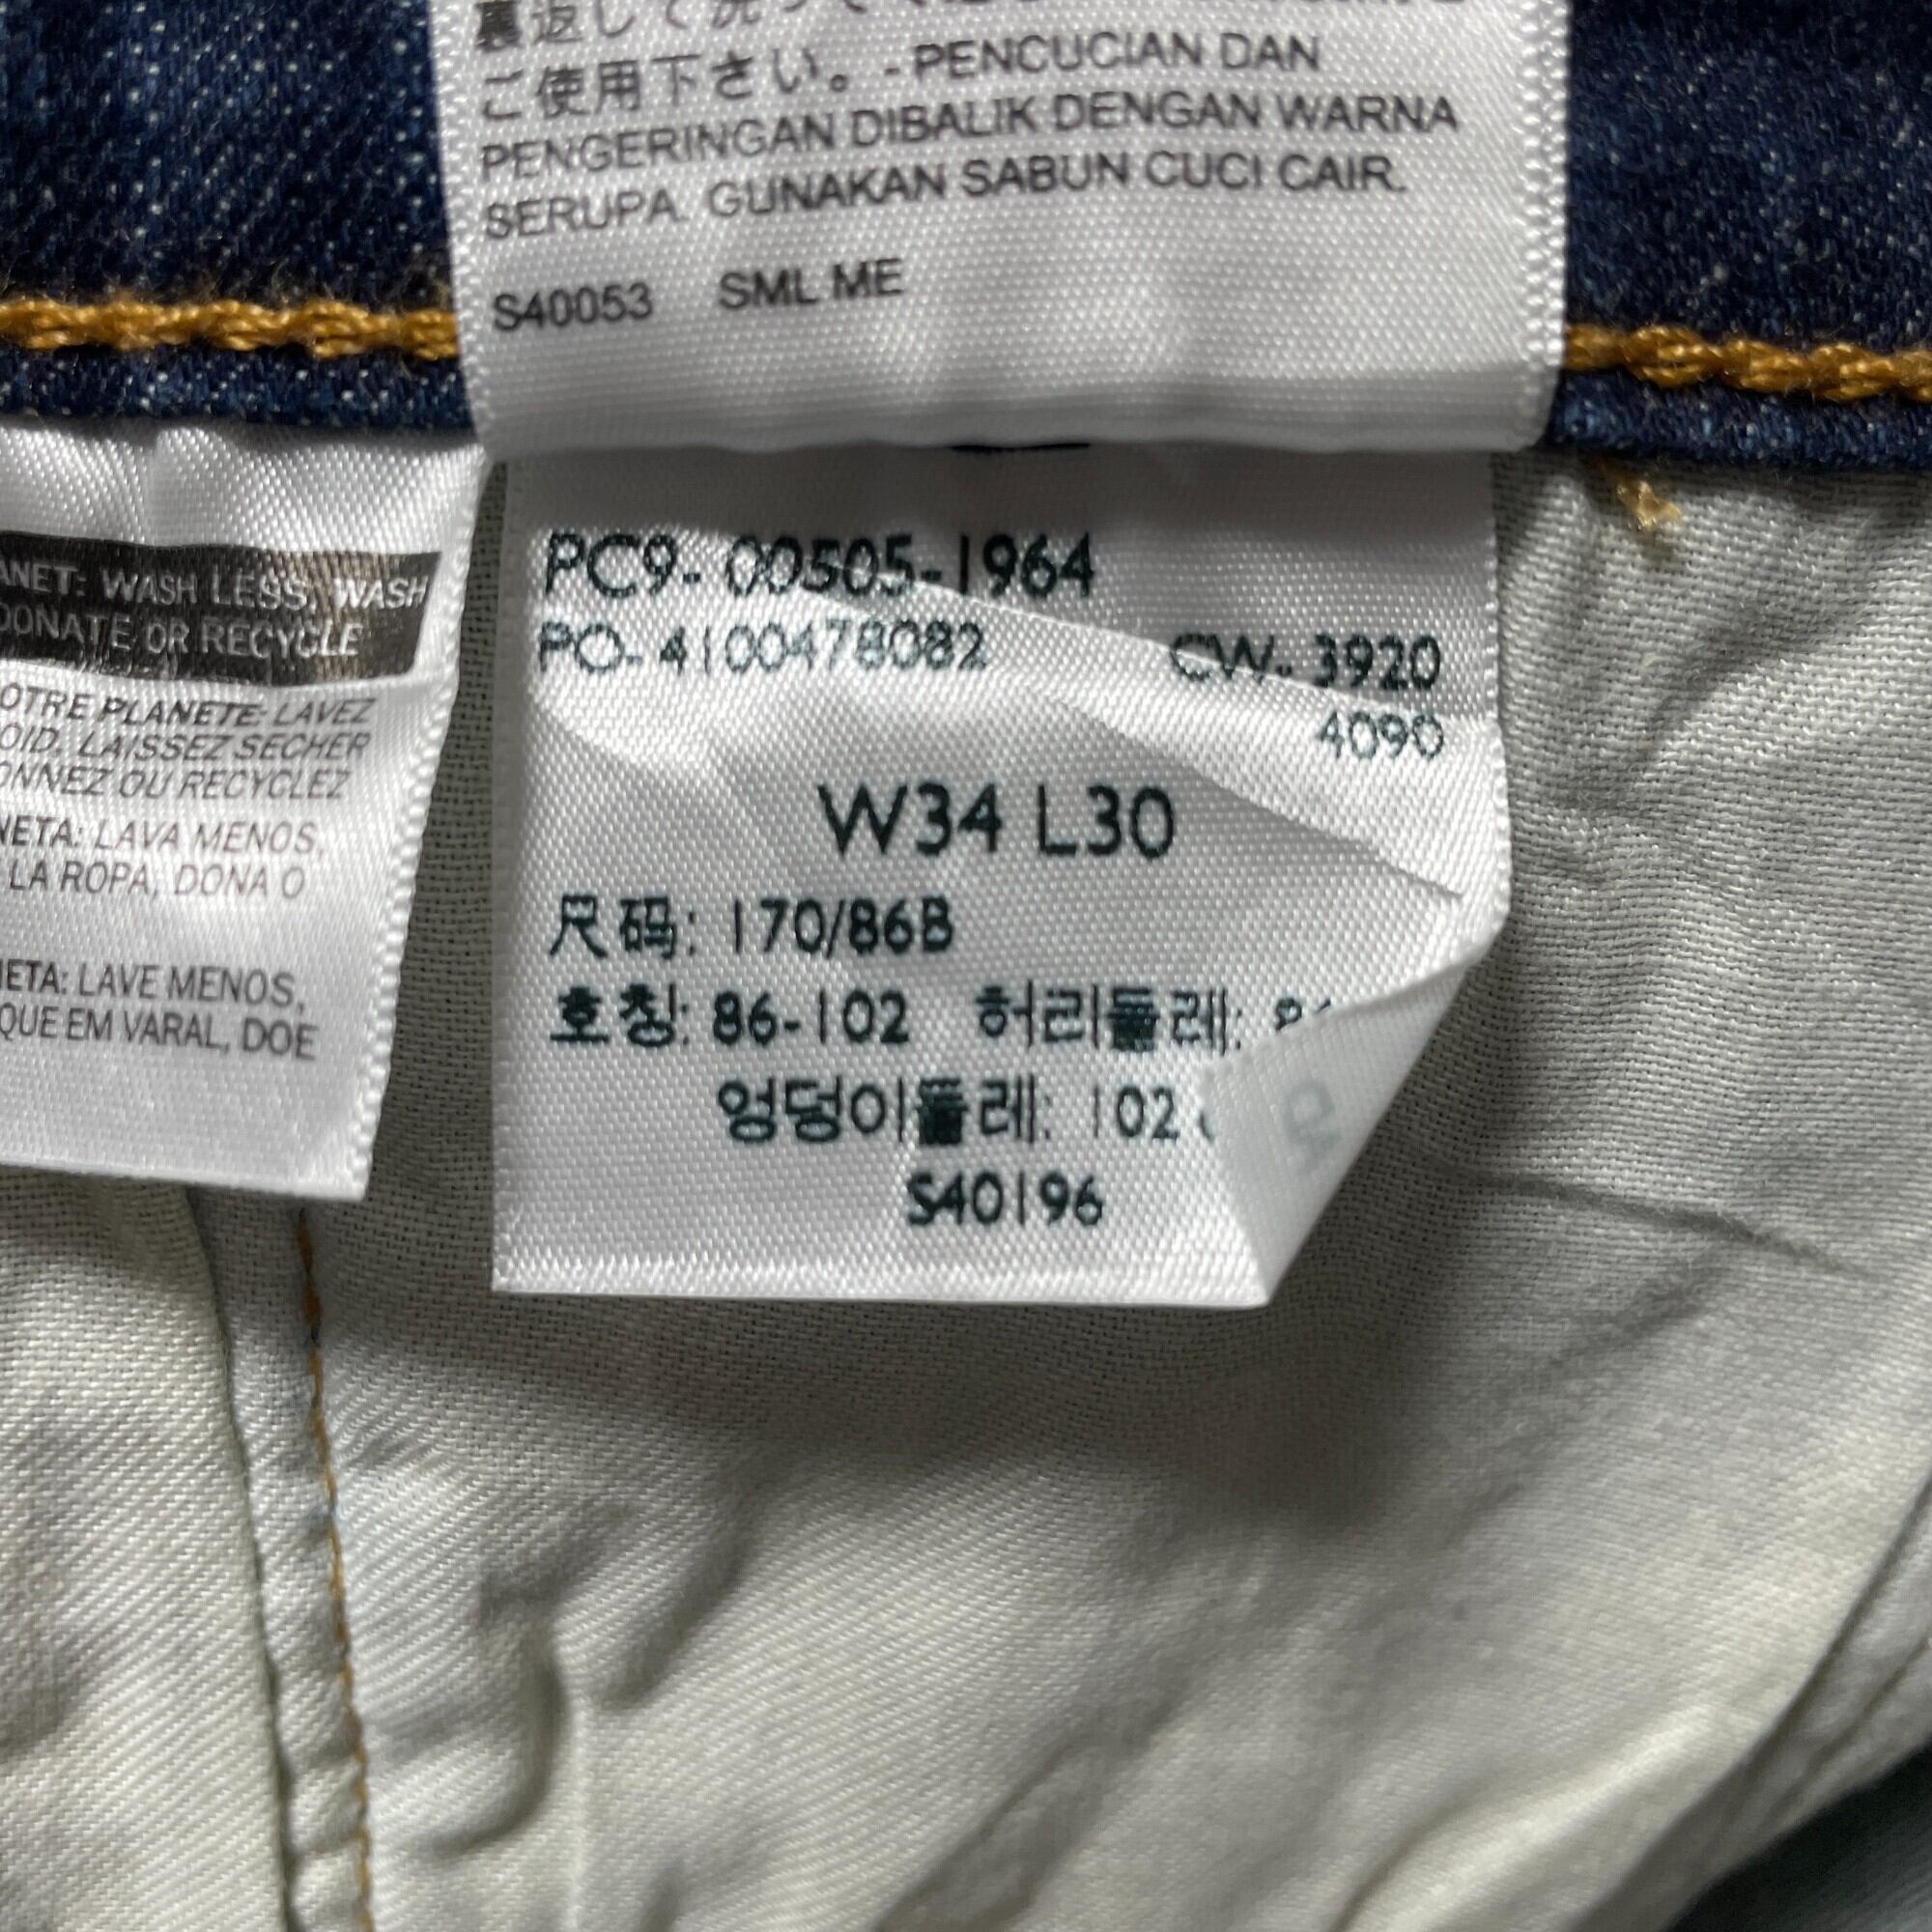 裏返して洗って
ご使用下さい。- PENCUCIAN DAN
PENGERINGAN DIBALIK DENGAN WARNA
SERUPA. GUNAKAN SABUN CUCI CAIR.
S40053 SML ME
ANET: WASH LESS, WASH
DONATE OR RECYCLE
OTRE PLANETE: LAVEZ
OID, LAISSEZ SECHER
ONNEZ OU RECYCLEZ
NETA: LAVA MENOS,
LA ROPA, DONA O
NETA: LAVE MENOS,
QUE EM VARAL, DOE
PC9- 00505-1964
PO- 4100478082 CW- 3920
4090
W34 L30
尺码: 170/86B
호칭: 86-102 허리둘레: 86
엉덩이둘레: 102
S40196